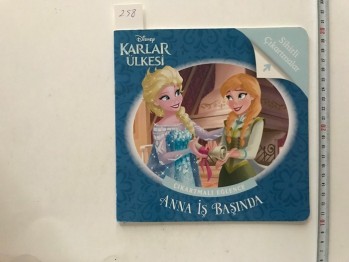 258
Disney
KARLAR
ÜLKESİ
Sihirli
Çıkartmalar
ÇIKARTMALI EĞLENCE
ANNA İŞ BAŞINDA